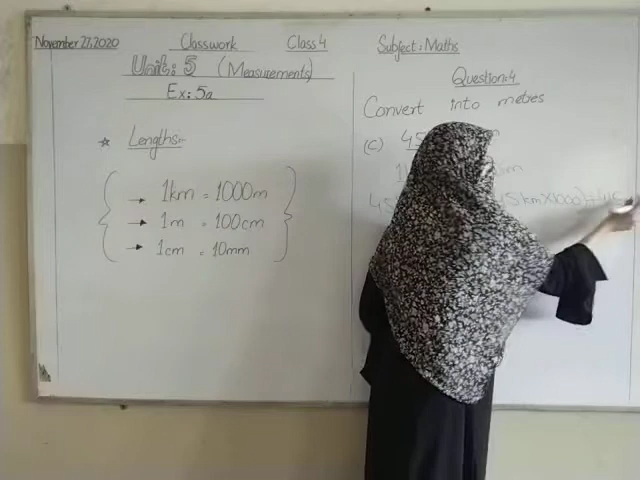 November 27, 2020 Classwork Class 4 Subject: Maths
Unit: 5 (Measurements)
Ex: 5a
Lengths:-
1km = 1000m
1m = 100cm
1cm = 10mm
Question:4
Convert into metres
(c) 45